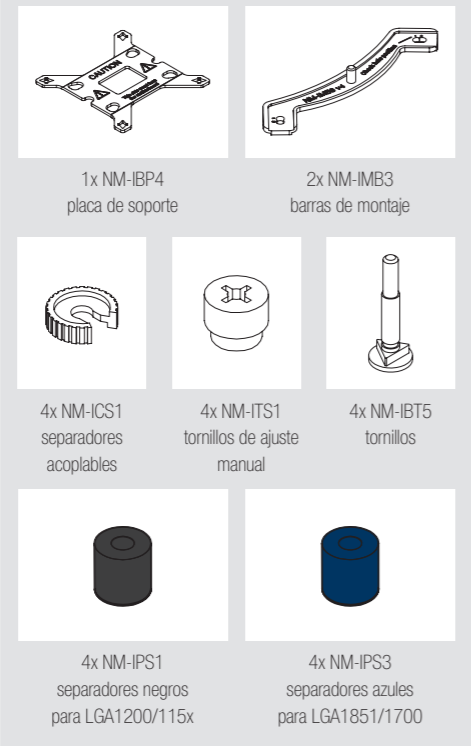 CAUTION
1x NM-IBP4
placa de soporte
2x NM-IMB3
barras de montaje
4x NM-ICS1
separadores
acoplables
4x NM-ITS1
tornillos de ajuste
manual
4x NM-IBT5
tornillos
4x NM-IPS1
separadores negros
para LGA1200/115x
4x NM-IPS3
separadores azules
para LGA1851/1700